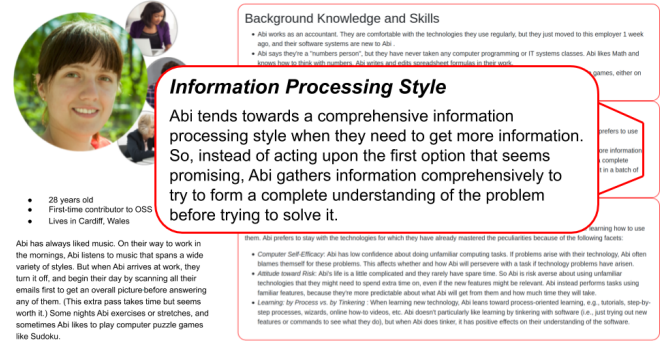 Background Knowledge and Skills
• Abi works as an accountant. They are comfortable with the technologies they use regularly, but they just moved to this employer 1 week
ago, and their software systems are new to Abi .
• Abi says they're a "numbers person", but they have never taken any computer programming or IT systems classes. Abi likes Math and
knows how to think with numbers. Abi writes and edits spreadsheet formulas in their work.
games, either on
Information Processing Style
Abi tends towards a comprehensive information
processing style when they need to get more information.
So, instead of acting upon the first option that seems
promising, Abi gathers information comprehensively to
try to form a complete understanding of the problem
before trying to solve it.
prefers to use
ore information
complete
t in a batch of
● 28 years old
● First-time contributor to OSS
● Lives in Cardiff, Wales
Abi has always liked music. On their way to work in
the mornings, Abi listens to music that spans a wide
variety of styles. But when Abi arrives at work, they
turn it off, and begin their day by scanning all their
emails first to get an overall picture before answering
any of them. (This extra pass takes time but seems
worth it.) Some nights Abi exercises or stretches, and
sometimes Abi likes to play computer puzzle games
like Sudoku.
learning how to use
them. Abi prefers to stay with the technologies for which they have already mastered the peculiarities because of the following facets:
• Computer Self-Efficacy: Abi has low confidence about doing unfamiliar computing tasks. If problems arise with their technology, Abi often
blames themself for these problems. This affects whether and how Abi will persevere with a task if technology problems have arisen.
• Attitude toward Risk: Abi's life is a little complicated and they rarely have spare time. So Abi is risk averse about using unfamiliar
technologies that they might need to spend extra time on, even if the new features might be relevant. Abi instead performs tasks using
familiar features, because they're more predictable about what Abi will get from them and how much time they will take.
• Learning: by Process vs. by Tinkering : When learning new technology, Abi leans toward process-oriented learning, e.g., tutorials, step-by-
step processes, wizards, online how-to videos, etc. Abi doesn't particularly like learning by tinkering with software (i.e., just trying out new
features or commands to see what they do), but when Abi does tinker, it has positive effects on their understanding of the software.